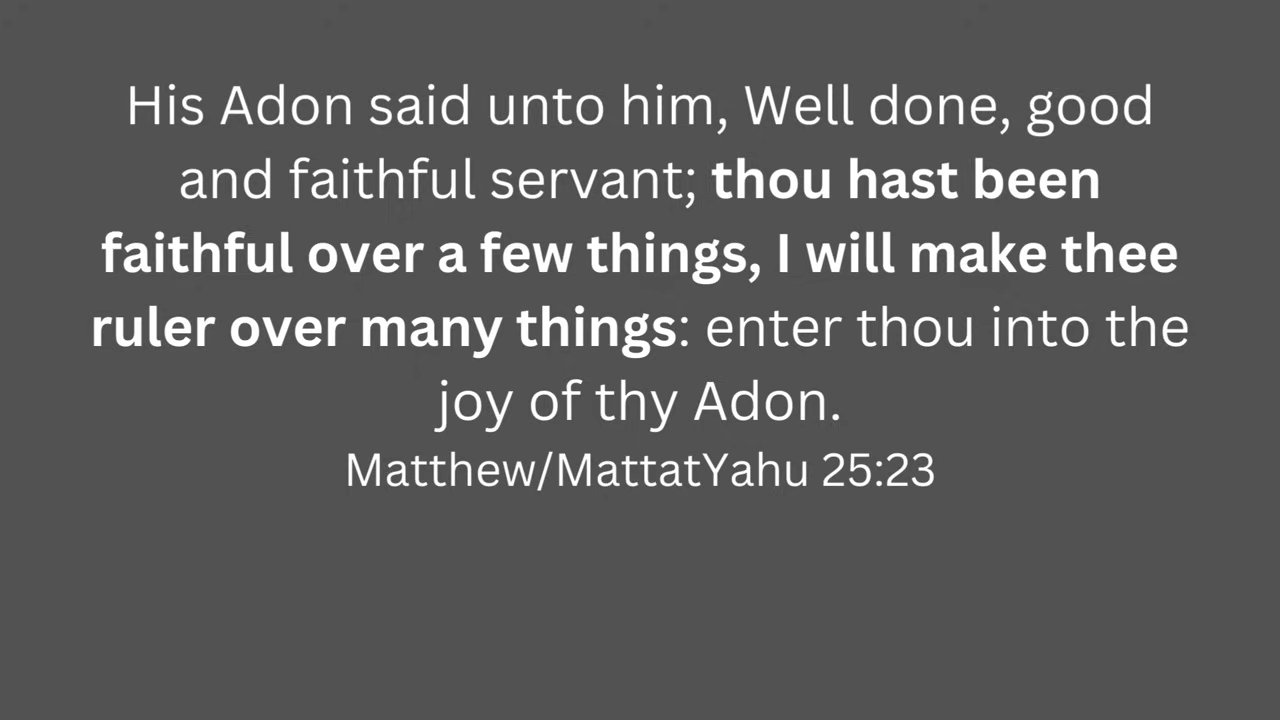 His Adon said unto him, Well done, good
and faithful servant; thou hast been
faithful over a few things, I will make thee
ruler over many things: enter thou into the
joy of thy Adon.
Matthew/MattatYahu 25:23